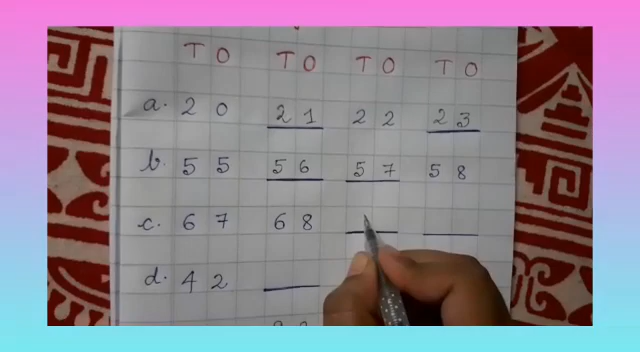 T O T O T O T O
a. 2 0 2 1 2 2 2 3
b. 5 5 5 6 5 7 5 8
c. 6 7 6 8
d. 4 2